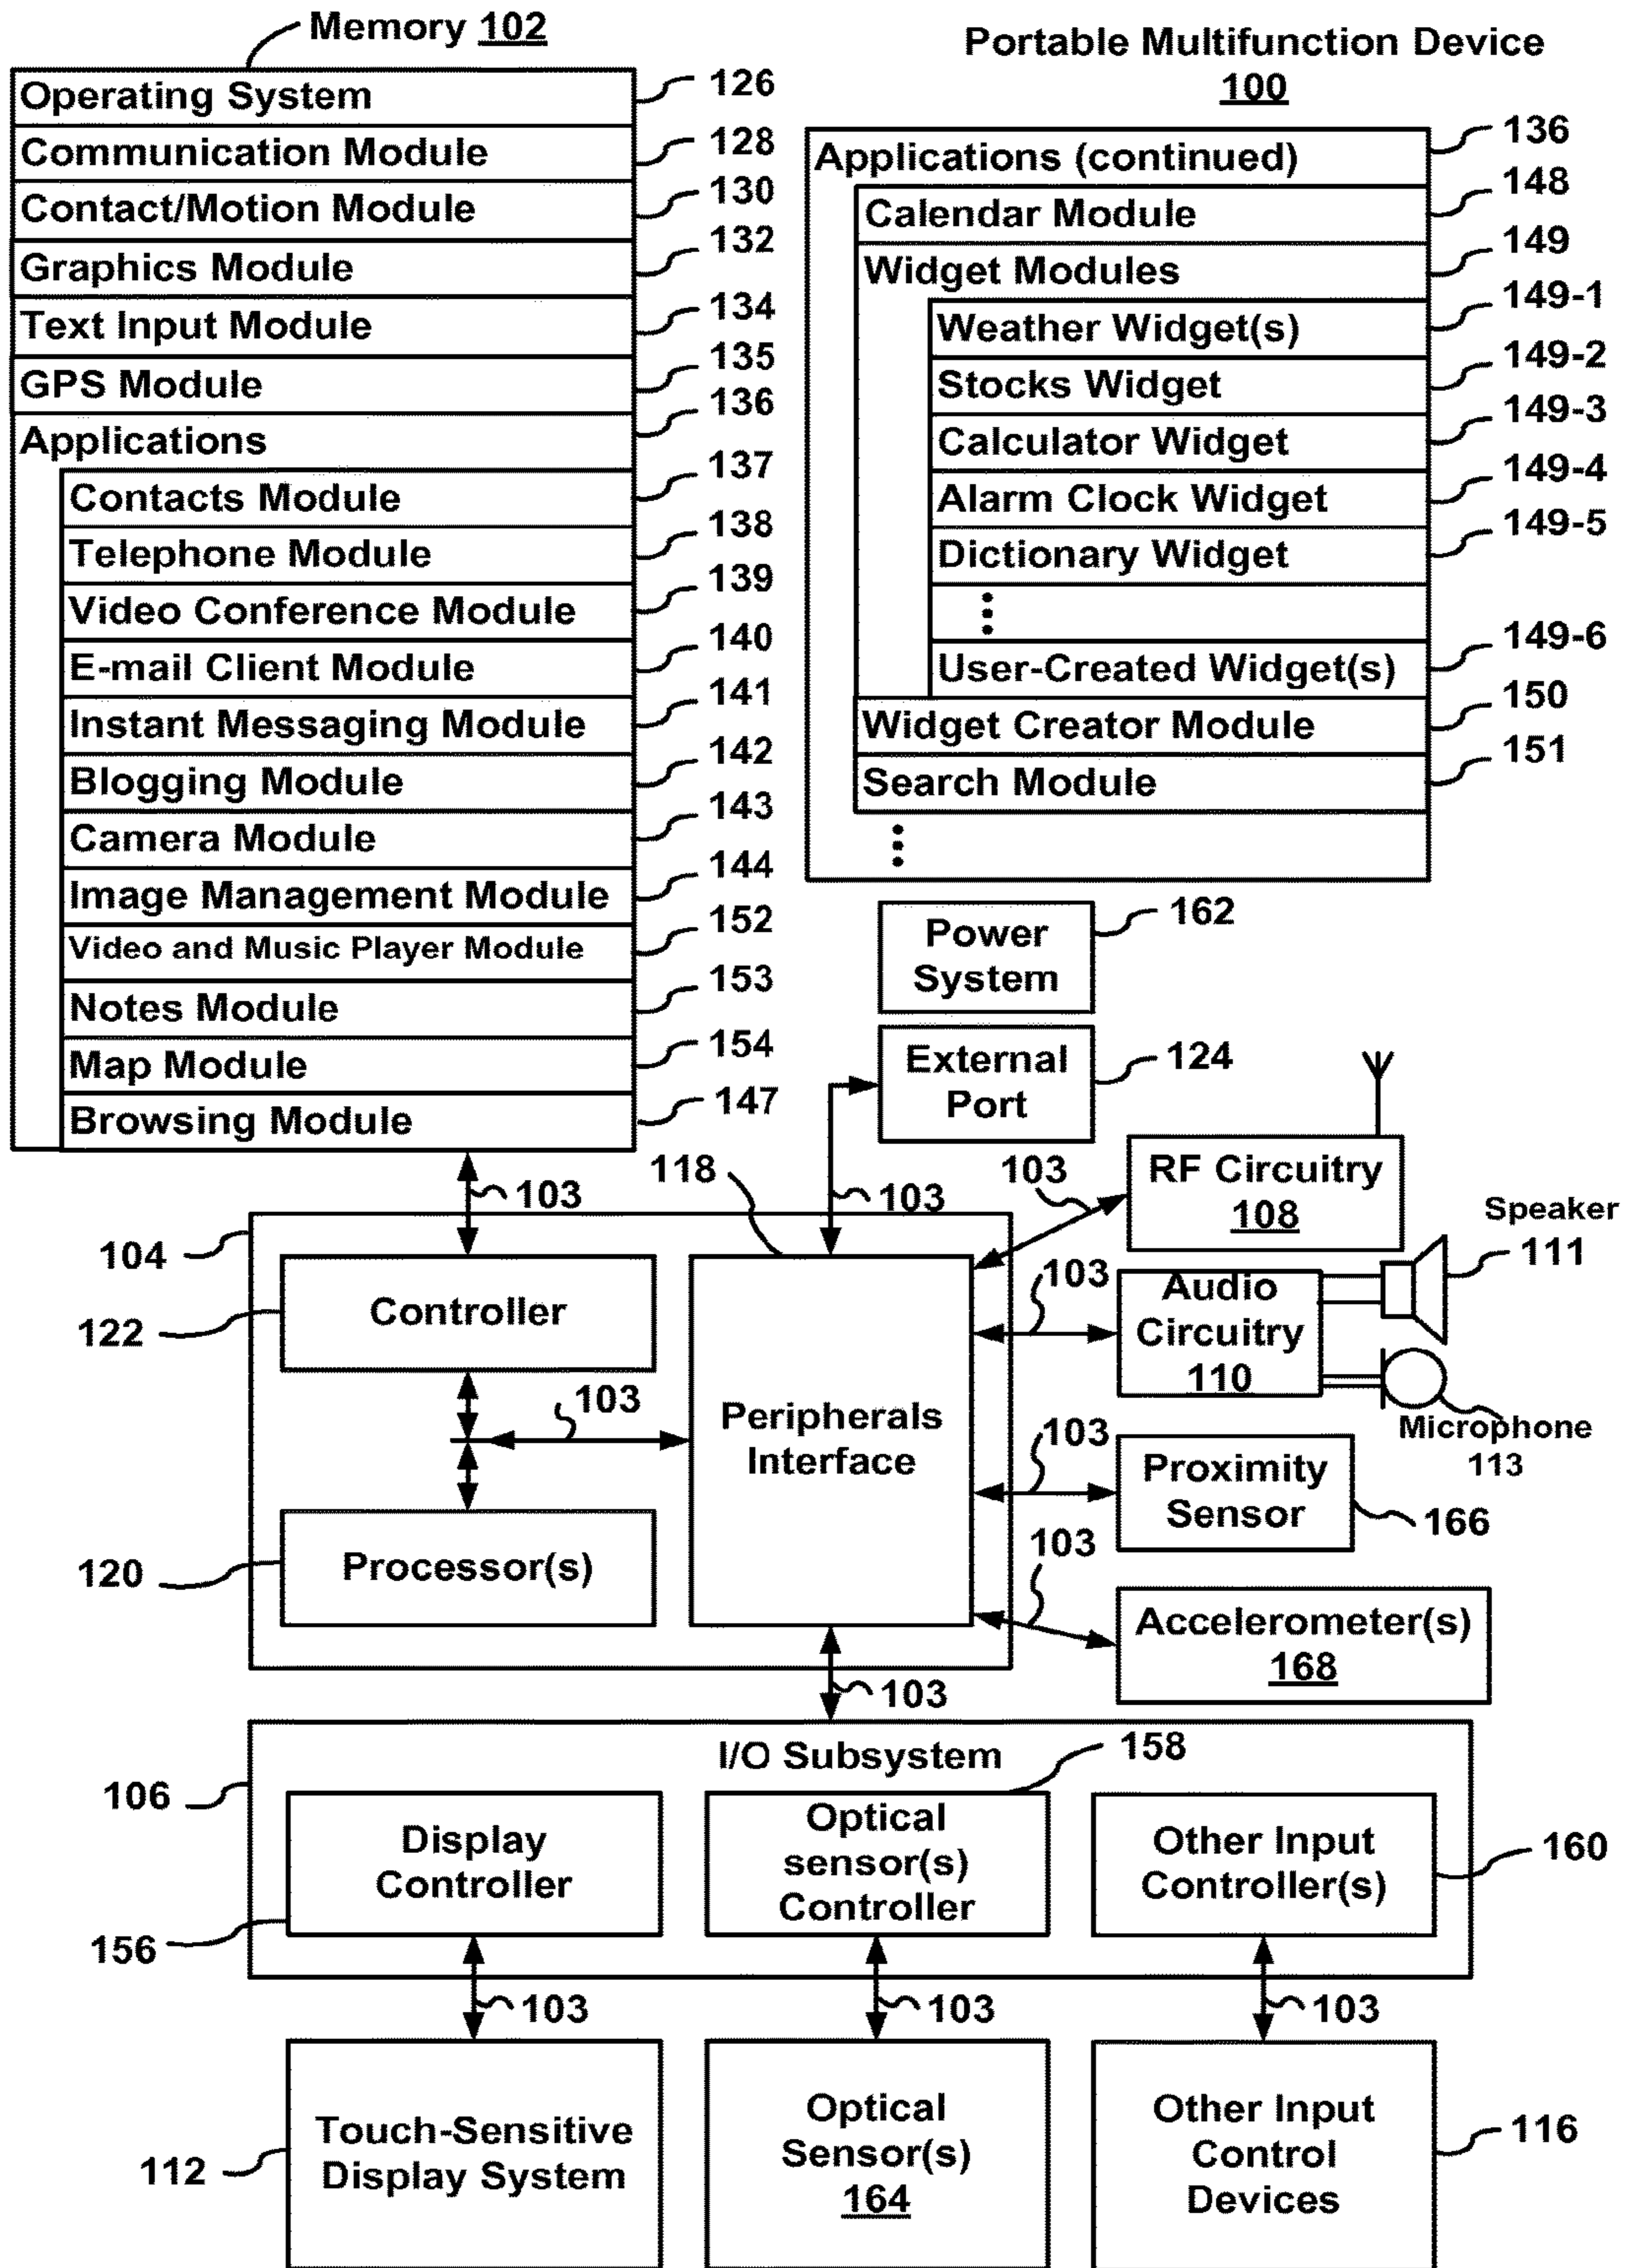 Memory 102
Operating System 126
Communication Module 128
Contact/Motion Module 130
Graphics Module 132
Text Input Module 134
GPS Module 135
Applications 136
Contacts Module 137
Telephone Module 138
Video Conference Module 139
E-mail Client Module 140
Instant Messaging Module 141
Blogging Module 142
Camera Module 143
Image Management Module 144
Video and Music Player Module 152
Notes Module 153
Map Module 154
Browsing Module 147
Portable Multifunction Device
100
Applications (continued) 136
Calendar Module 148
Widget Modules 149
Weather Widget(s) 149-1
Stocks Widget 149-2
Calculator Widget 149-3
Alarm Clock Widget 149-4
Dictionary Widget 149-5
User-Created Widget(s) 149-6
Widget Creator Module 150
Search Module 151
Power
System
162
External
Port
124
103
118
103
103
RF Circuitry
108
Speaker
111
104
Controller
122
103
Audio
Circuitry
110
Microphone
113
103
Peripherals
Interface
103
Proximity
Sensor
166
Processor(s)
120
103
Accelerometer(s)
168
103
I/O Subsystem
106
158
Display
Controller
156
Optical
sensor(s)
Controller
Other Input
Controller(s)
160
103
103
103
Touch-Sensitive
Display System
112
Optical
Sensor(s)
164
Other Input
Control
Devices
116